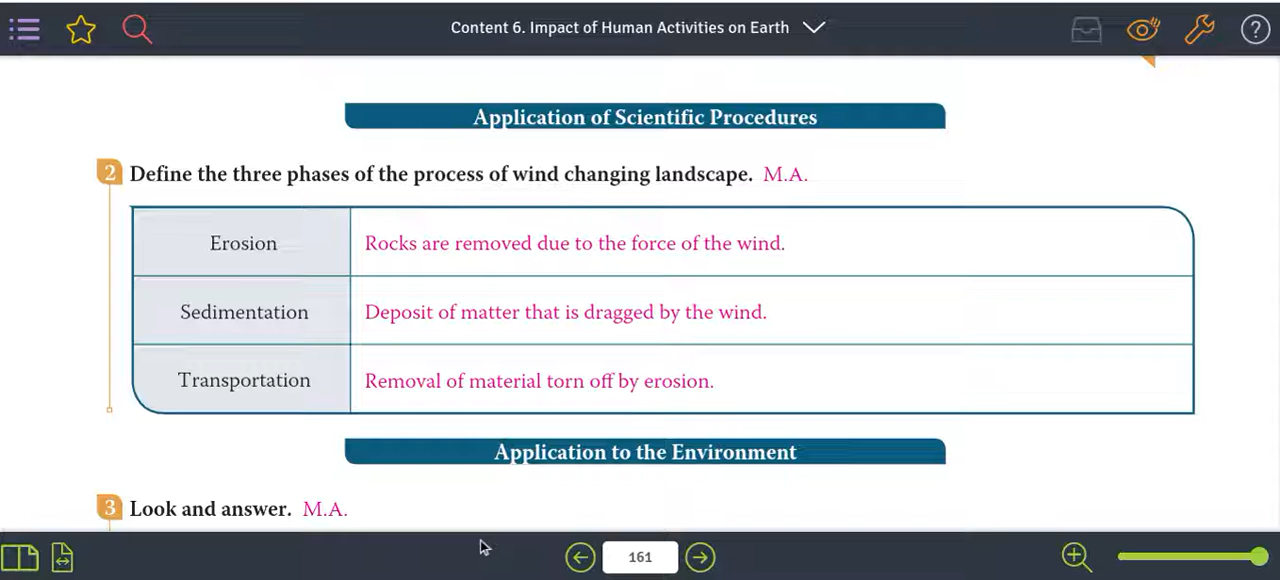 Content 6. Impact of Human Activities on Earth
Application of Scientific Procedures
2 Define the three phases of the process of wind changing landscape. M.A.
Erosion Rocks are removed due to the force of the wind.
Sedimentation Deposit of matter that is dragged by the wind.
Transportation Removal of material torn off by erosion.
Application to the Environment
3 Look and answer. M.A.
161